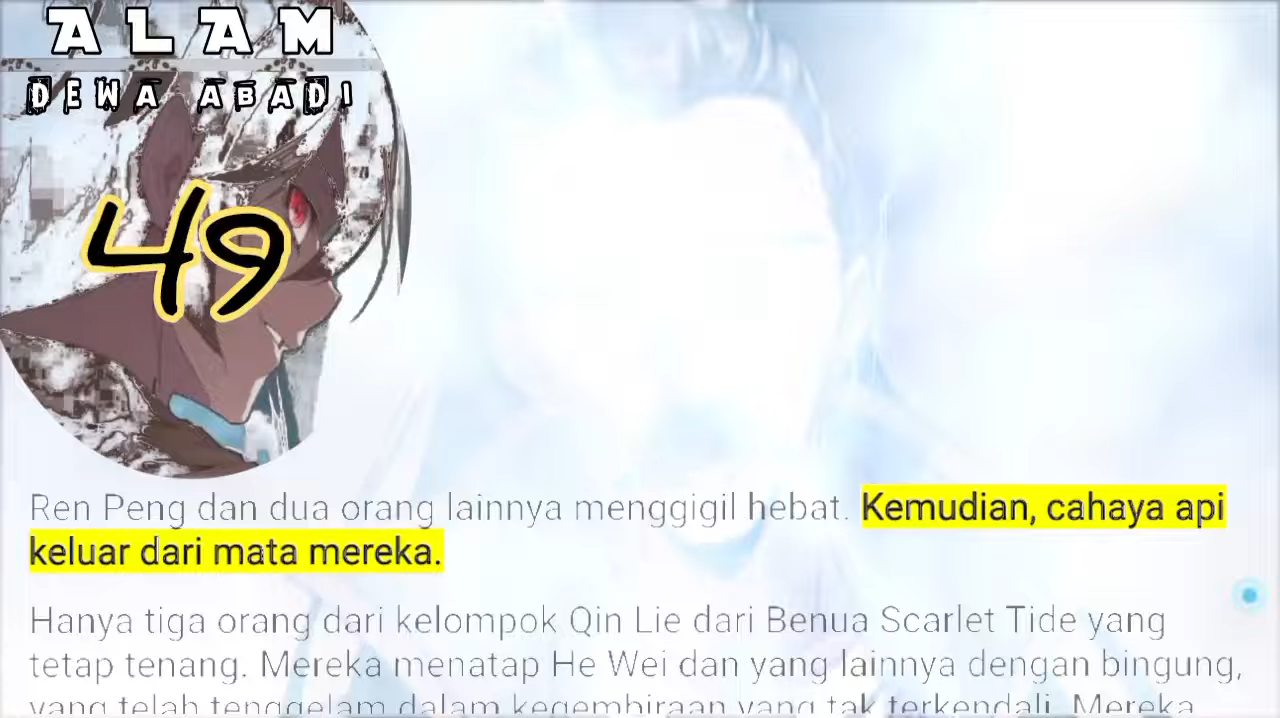 ALAM
DEWA ABADI
49
Ren Peng dan dua orang lainnya menggigil hebat. Kemudian, cahaya api
keluar dari mata mereka.
Hanya tiga orang dari kelompok Qin Lie dari Benua Scarlet Tide yang
tetap tenang. Mereka menatap He Wei dan yang lainnya dengan bingung,
yang telah tenggelam dalam kegembiraan yang tak terkendali. Mereka